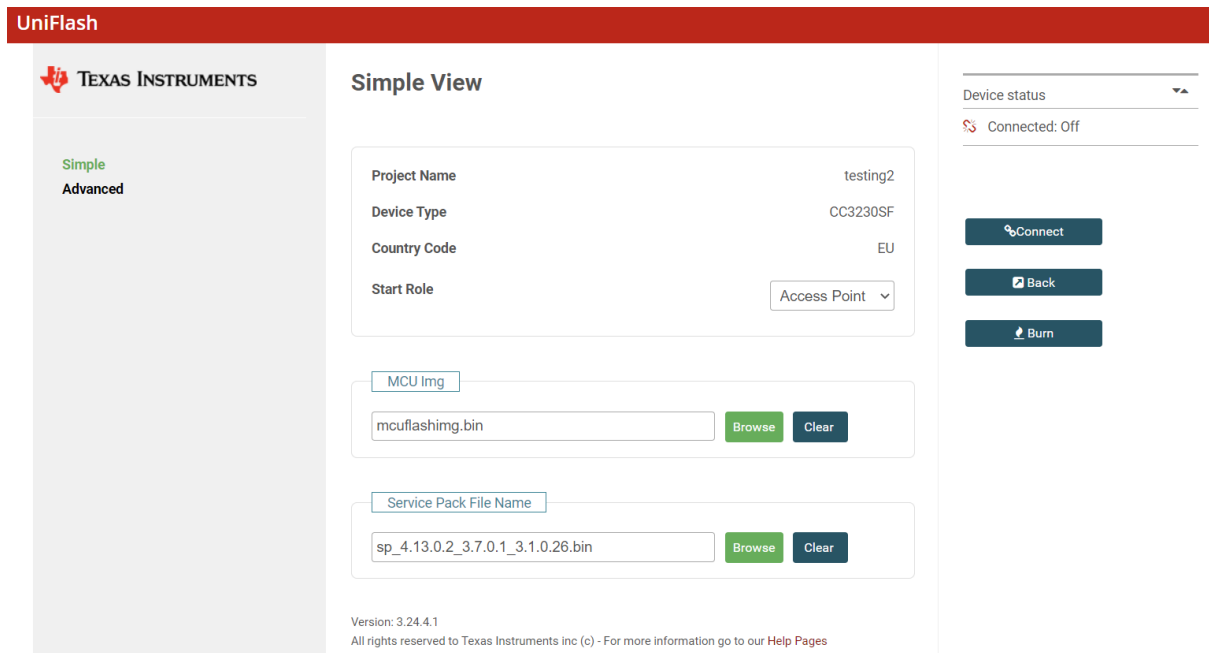 UniFlash
TEXAS INSTRUMENTS
Simple
Advanced
Simple View
Project Name testing2
Device Type CC3230SF
Country Code EU
Start Role Access Point
MCU Img
mcuflashimg.bin Browse Clear
Service Pack File Name
sp_4.13.0.2_3.7.0.1_3.1.0.26.bin Browse Clear
Version: 3.24.4.1
All rights reserved to Texas Instruments inc (c) - For more information go to our Help Pages
Device status
Connected: Off
Connect
Back
Burn